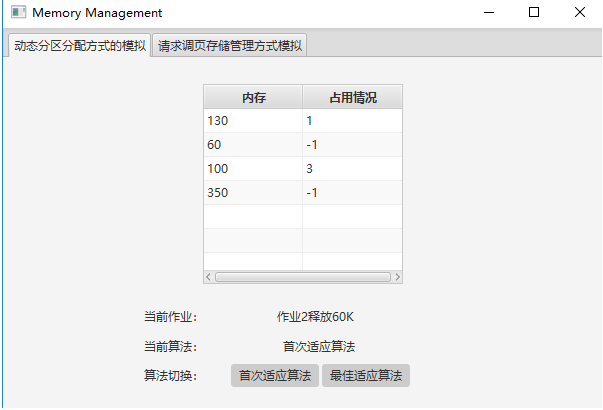 Memory Management
动态分区分配方式的模拟 请求调页存储管理方式模拟
内存 占用情况
130 1
60 -1
100 3
350 -1
当前作业： 作业2释放60K
当前算法： 首次适应算法
算法切换： 首次适应算法 最佳适应算法